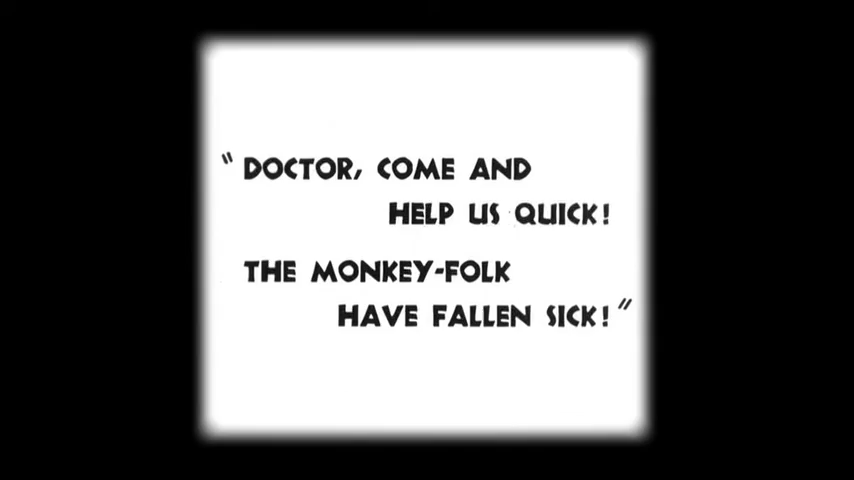 "DOCTOR, COME AND
HELP US QUICK!
THE MONKEY-FOLK
HAVE FALLEN SICK!"